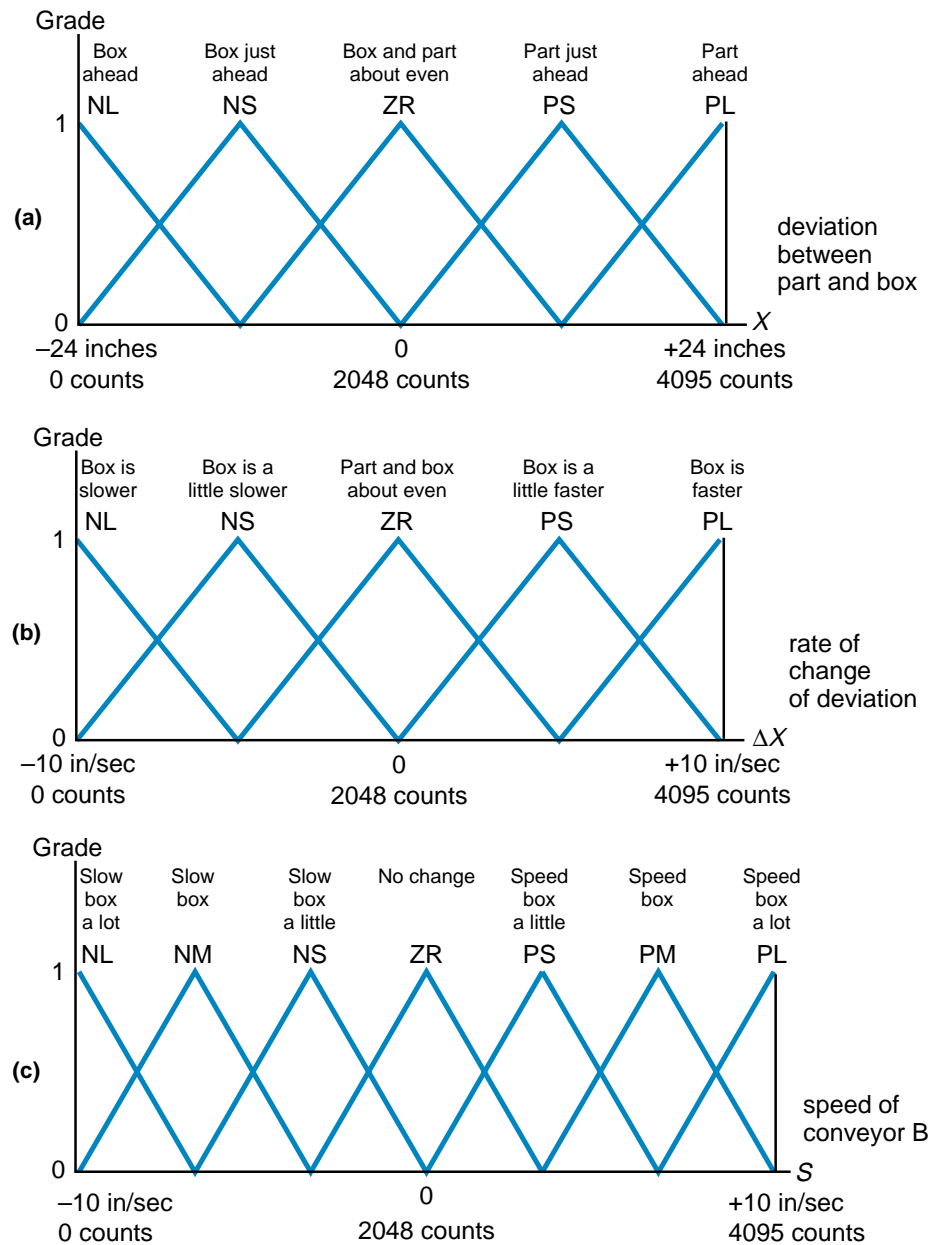 Grade
Box
ahead
NL
Box just
ahead
NS
Box and part
about even
ZR
Part just
ahead
PS
Part
ahead
PL
1
(a)
deviation
between
part and box
0
X
–24 inches
0 counts
0
2048 counts
+24 inches
4095 counts
Grade
Box is
slower
NL
Box is a
little slower
NS
Part and box
about even
ZR
Box is a
little faster
PS
Box is
faster
PL
1
(b)
rate of
change
of deviation
0
ΔX
–10 in/sec
0 counts
0
2048 counts
+10 in/sec
4095 counts
Grade
Slow
box
a lot
NL
Slow
box
NM
Slow
box
a little
NS
No change
ZR
Speed
box
a little
PS
Speed
box
PM
Speed
box
a lot
PL
1
(c)
speed of
conveyor B
0
S
–10 in/sec
0 counts
0
2048 counts
+10 in/sec
4095 counts